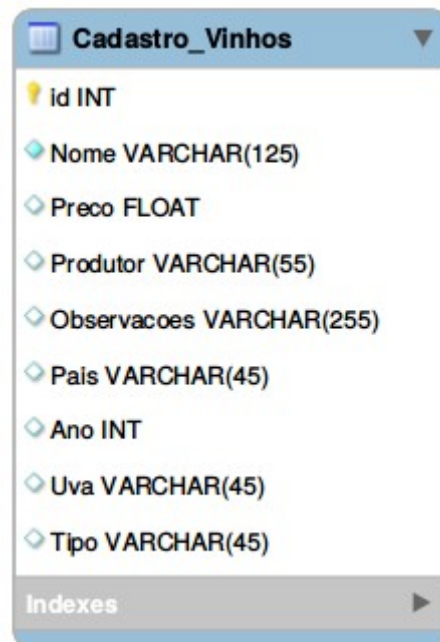 Cadastro_Vinhos
id INT
Nome VARCHAR(125)
Preco FLOAT
Produtor VARCHAR(55)
Observacoes VARCHAR(255)
Pais VARCHAR(45)
Ano INT
Uva VARCHAR(45)
Tipo VARCHAR(45)
Indexes